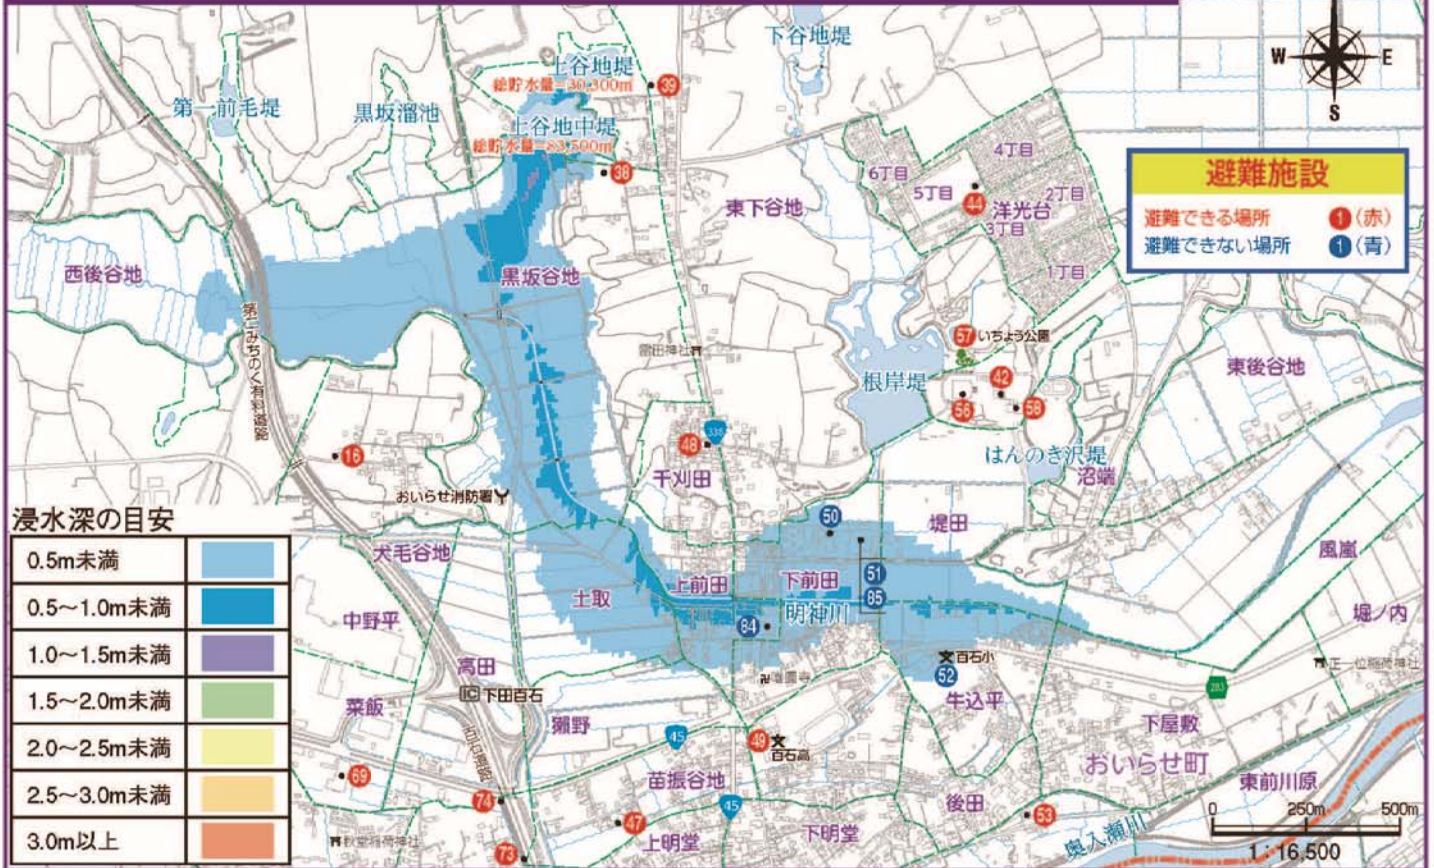 下谷地堤
上谷地堤
総貯水量=30,300㎥
39
W
E
S
第一前毛堤
黒坂溜池
上谷地中堤
総貯水量=83,500㎥
38
4丁目
6丁目
5丁目
2丁目
44
洋光台
3丁目
1丁目
東下谷地
避難施設
避難できる場所
1(赤)
避難できない場所
1(青)
西後谷地
黒坂谷地
第二みちのく有料道路
57
いちょう公園
根岸堤
42
56
58
東後谷地
338
48
千刈田
16
はんのき沢堤
沼端
おいらせ消防署
浸水深の目安
0.5m未満
0.5~1.0m未満
1.0~1.5m未満
1.5~2.0m未満
2.0~2.5m未満
2.5~3.0m未満
3.0m以上
50
堤田
犬毛谷地
風嵐
上前田
下前田
51
85
土取
明神川
84
堀ノ内
中野平
高田
百石小
52
正一位稲荷神社
IC
下田百石
牛込平
283
菜飯
瀬野
45
49
百石高
下屋敷
百石道路
おいらせ町
69
苗振谷地
東前川原
74
45
後田
53
0
250m
500m
47
上明堂
下明堂
奥入瀬川
1:16,500
73